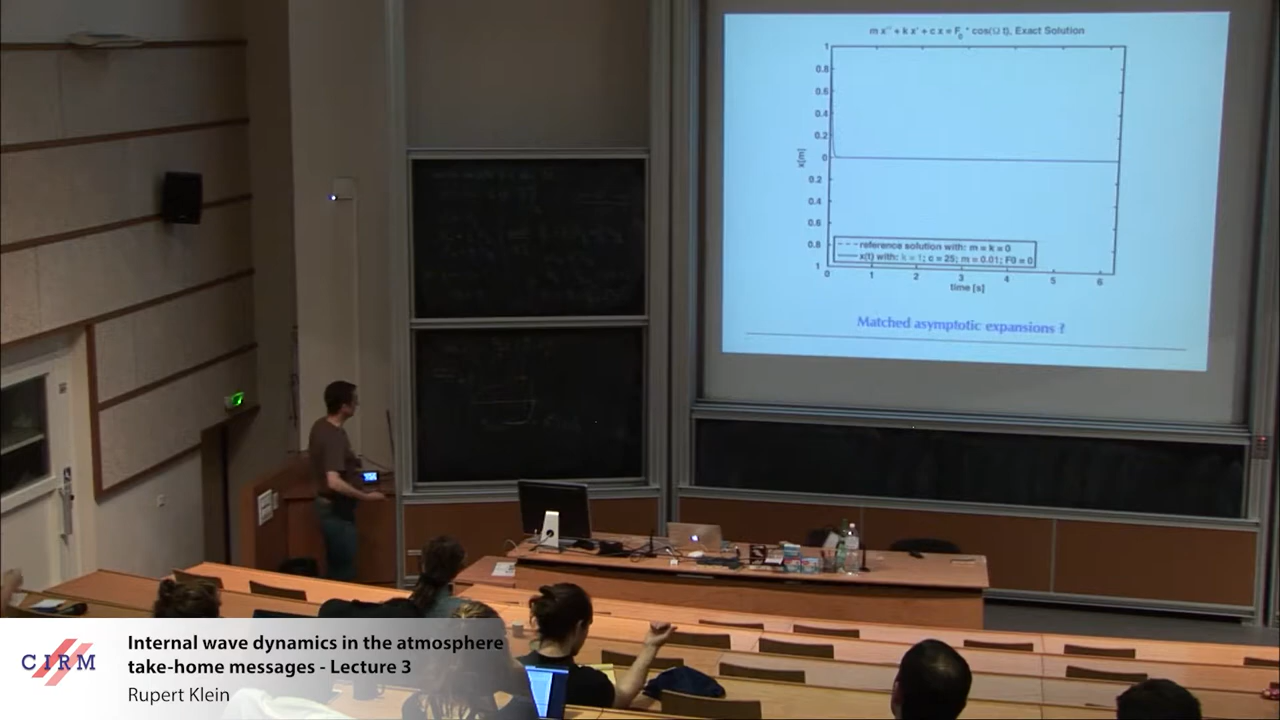 m x'' + k x' + c x = F0 * cos(Ω t), Exact Solution
1
0.8
0.6
0.4
0.2
0
0.2
0.4
0.6
0.8
1
x[m]
reference solution with: m = k = 0
x(t) with: k = 1; c = 25; m = 0.01; F0 = 0
0 1 2 3 4 5 6
time [s]
Matched asymptotic expansions ?
CIRM
Internal wave dynamics in the atmosphere
take-home messages - Lecture 3
Rupert Klein